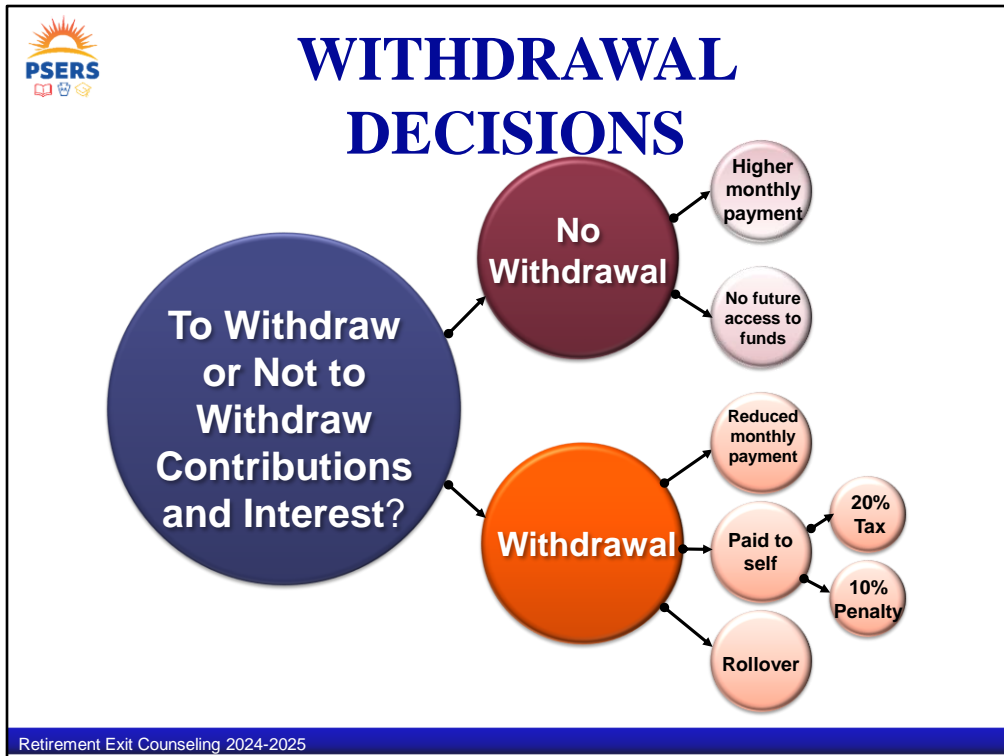 PSERS
WITHDRAWAL
DECISIONS
To Withdraw
or Not to
Withdraw
Contributions
and Interest?
No
Withdrawal
Higher
monthly
payment
No future
access to
funds
Withdrawal
Reduced
monthly
payment
Paid to
self
20%
Tax
10%
Penalty
Rollover
Retirement Exit Counseling 2024-2025